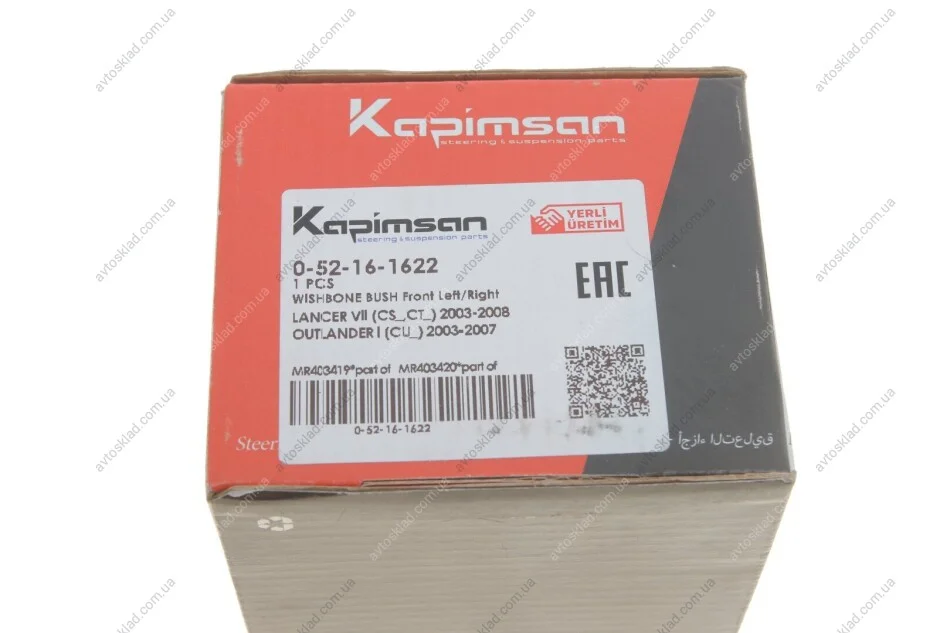 Kapimsan
steering & suspension parts
Kapimsan
steering & suspension parts
YERLİ
ÜRETİM
0-52-16-1622
1 PCS
WISHBONE BUSH Front Left/Right
LANCER VII (CS_,CT_) 2003-2008
OUTLANDER I (CU_) 2003-2007
EAC
MR403419*part of MR403420*part of
0-52-16-1622
أجزاء التعليق
avtosklad.com.ua